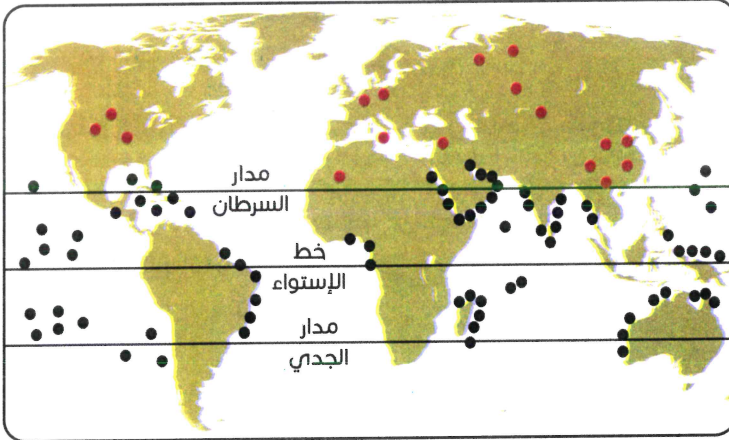 مدار
السرطان
خط
الإستواء
مدار
الجدي